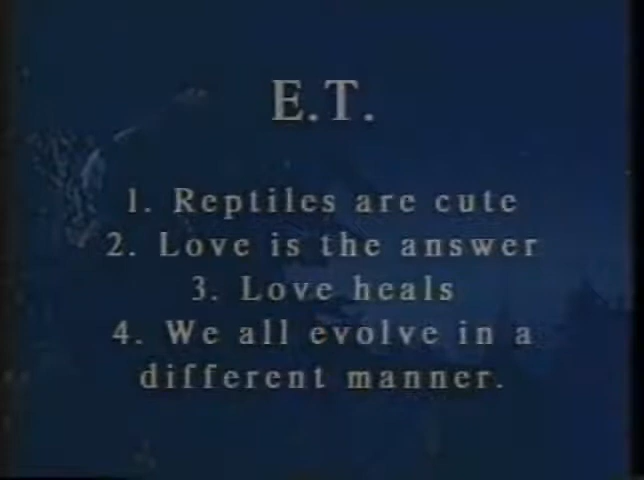 E.T.
1. Reptiles are cute
2. Love is the answer
3. Love heals
4. We all evolve in a
different manner.